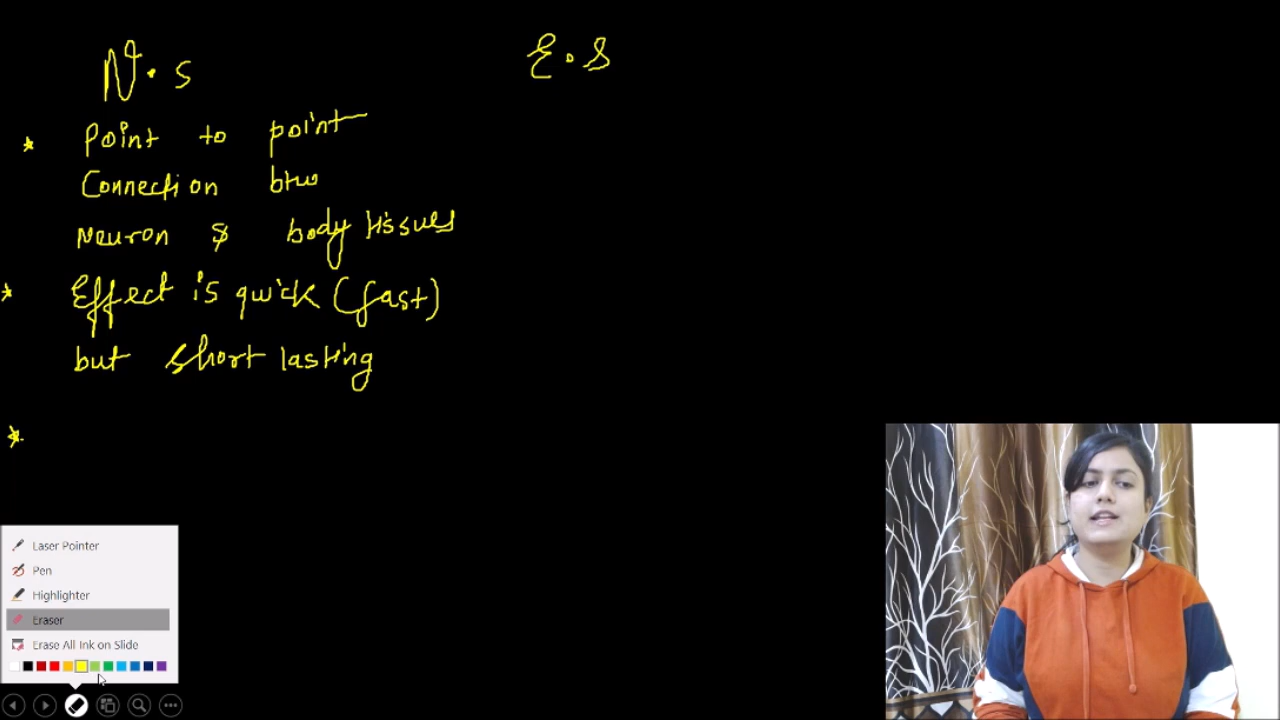 N.S
E.S
* Point to point
Connection btw
Neuron & body tissues
* Effect is quick (fast)
but short lasting
*
Laser Pointer
Pen
Highlighter
Eraser
Erase All Ink on Slide